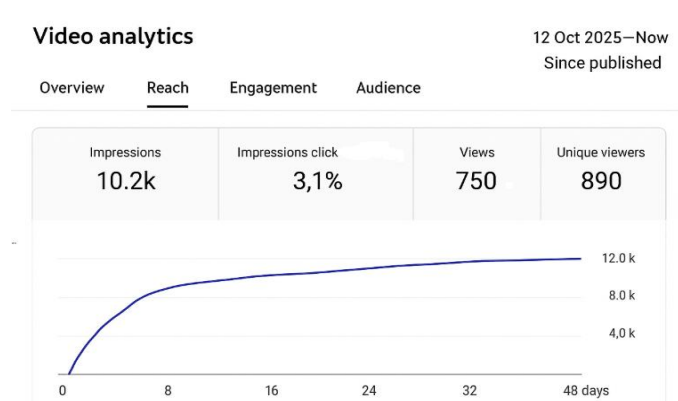 Video analytics
12 Oct 2025—Now
Since published
Overview Reach Engagement Audience
Impressions Impressions click Views Unique viewers
10.2k 3,1% 750 890
12.0 k
8.0 k
4,0 k
0 8 16 24 32 48 days